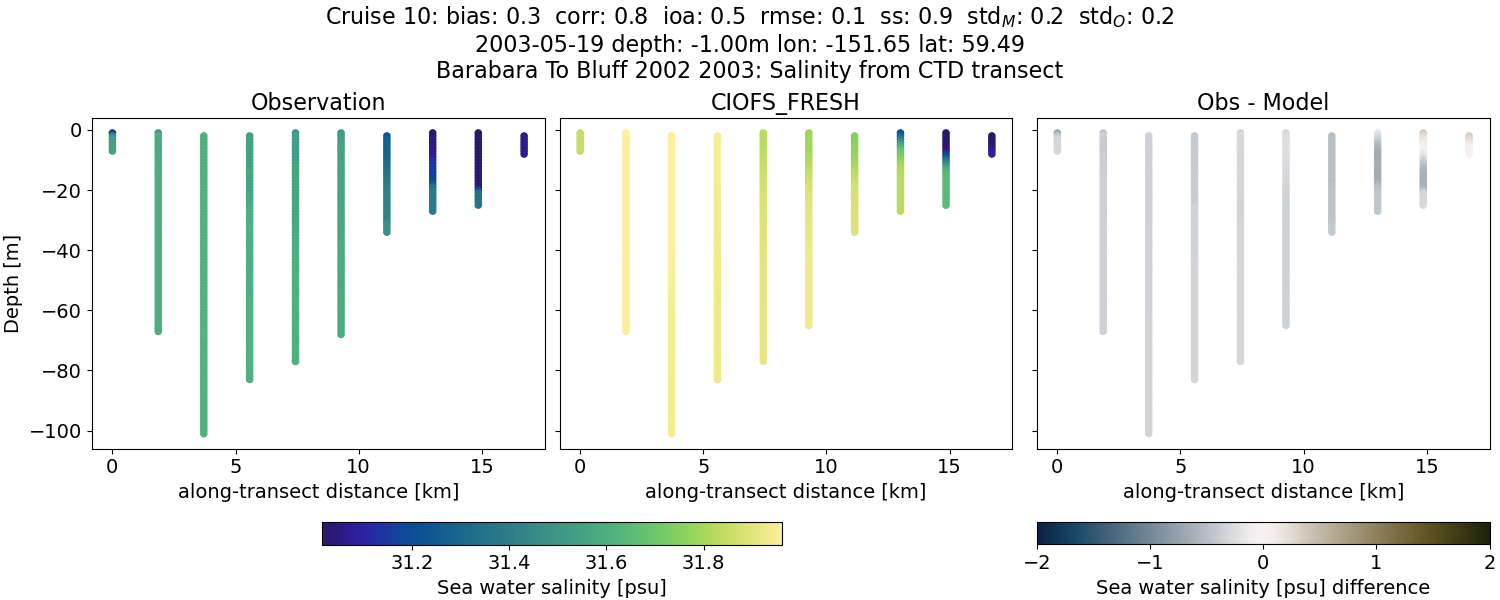 Cruise 10: bias: 0.3 corr: 0.8 ioa: 0.5 rmse: 0.1 ss: 0.9 std_M: 0.2 std_O: 0.2
2003-05-19 depth: -1.00m lon: -151.65 lat: 59.49
Barabara To Bluff 2002 2003: Salinity from CTD transect
Observation
CIOFS_FRESH
Obs - Model
Depth [m]
0
−20
−40
−60
−80
−100
0 5 10 15
0 5 10 15
0 5 10 15
along-transect distance [km]
along-transect distance [km]
along-transect distance [km]
31.2 31.4 31.6 31.8
Sea water salinity [psu]
−2 −1 0 1 2
Sea water salinity [psu] difference